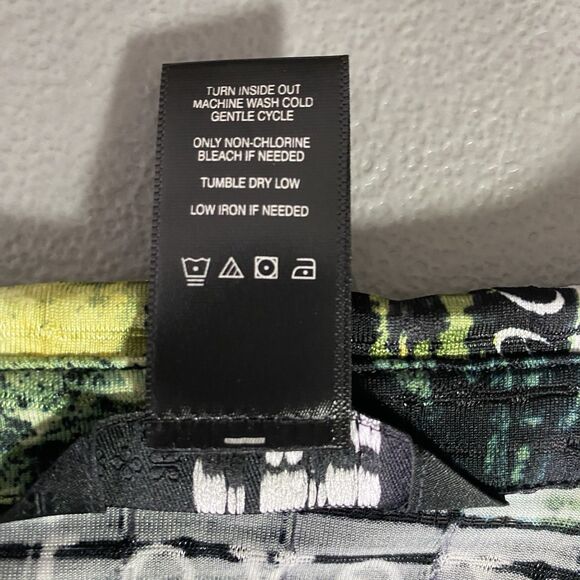 TURN INSIDE OUT
MACHINE WASH COLD
GENTLE CYCLE
ONLY NON-CHLORINE
BLEACH IF NEEDED
TUMBLE DRY LOW
LOW IRON IF NEEDED